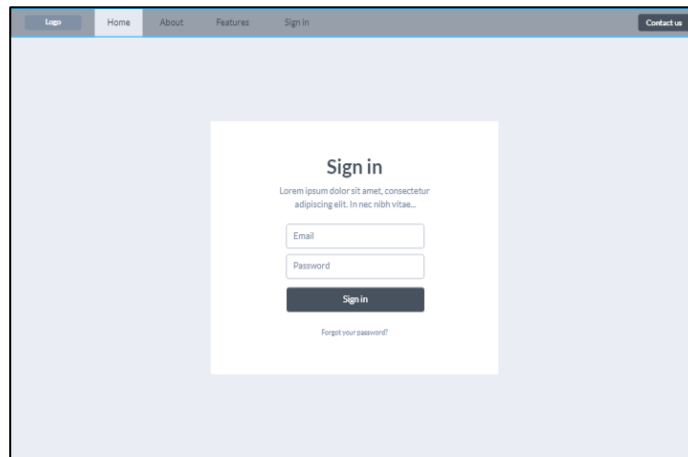 Logo
Home
About
Features
Sign in
Contact us
Sign in
Lorem ipsum dolor sit amet, consectetur
adipiscing elit. In nec nibh vitae...
Email
Password
Sign in
Forgot your password?